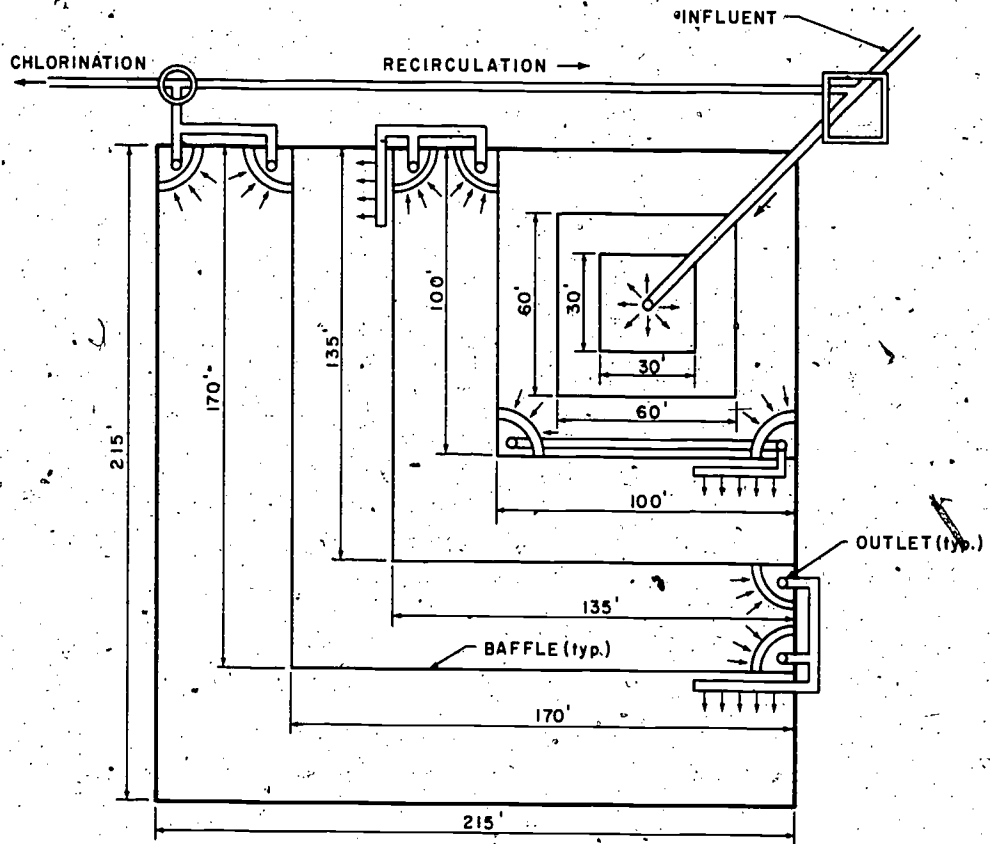 INFLUENT
CHLORINATION
RECIRCULATION →
100'
60'
30'
135'
30'
170'
60'
215'
100'
OUTLET (typ.)
135'
BAFFLE (typ.)
170'
215'